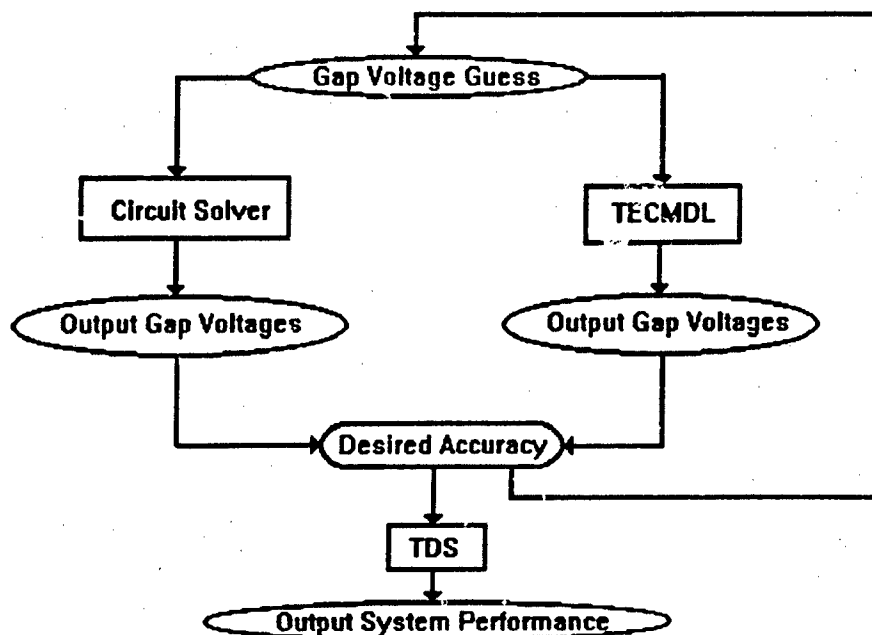 Gap Voltage Guess
Circuit Solver
TECMDL
Output Gap Voltages
Output Gap Voltages
Desired Accuracy
TDS
Output System Performance